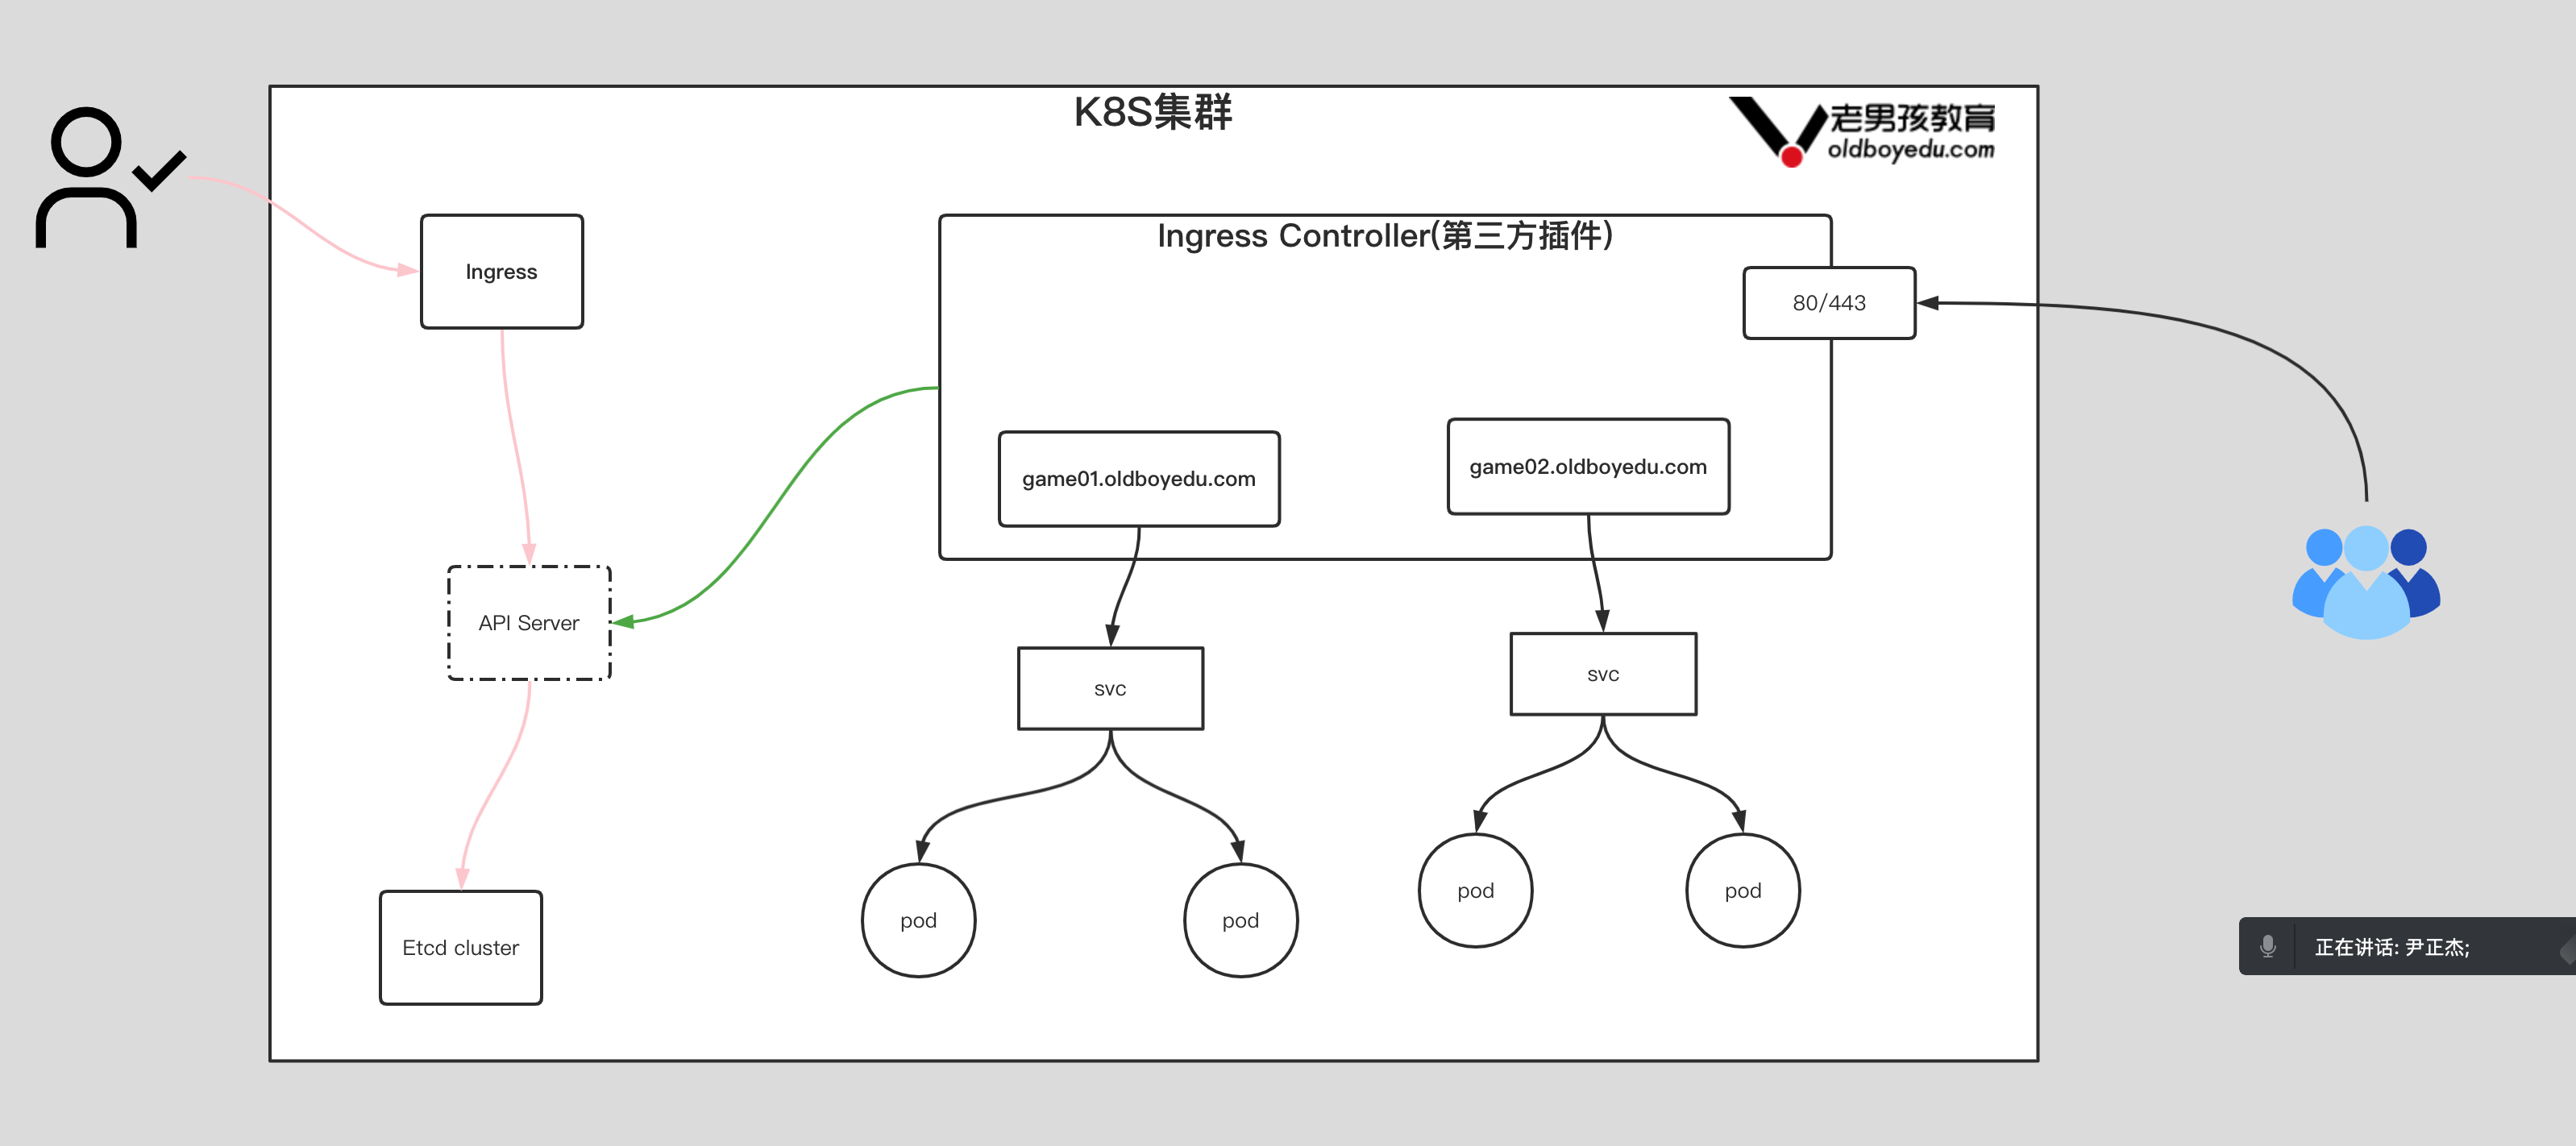 K8S集群
老男孩教育
oldboyedu.com
Ingress
Ingress Controller(第三方插件)
80/443
game01.oldboyedu.com
game02.oldboyedu.com
API Server
svc
svc
pod
pod
pod
pod
Etcd cluster
正在讲话: 尹正杰;